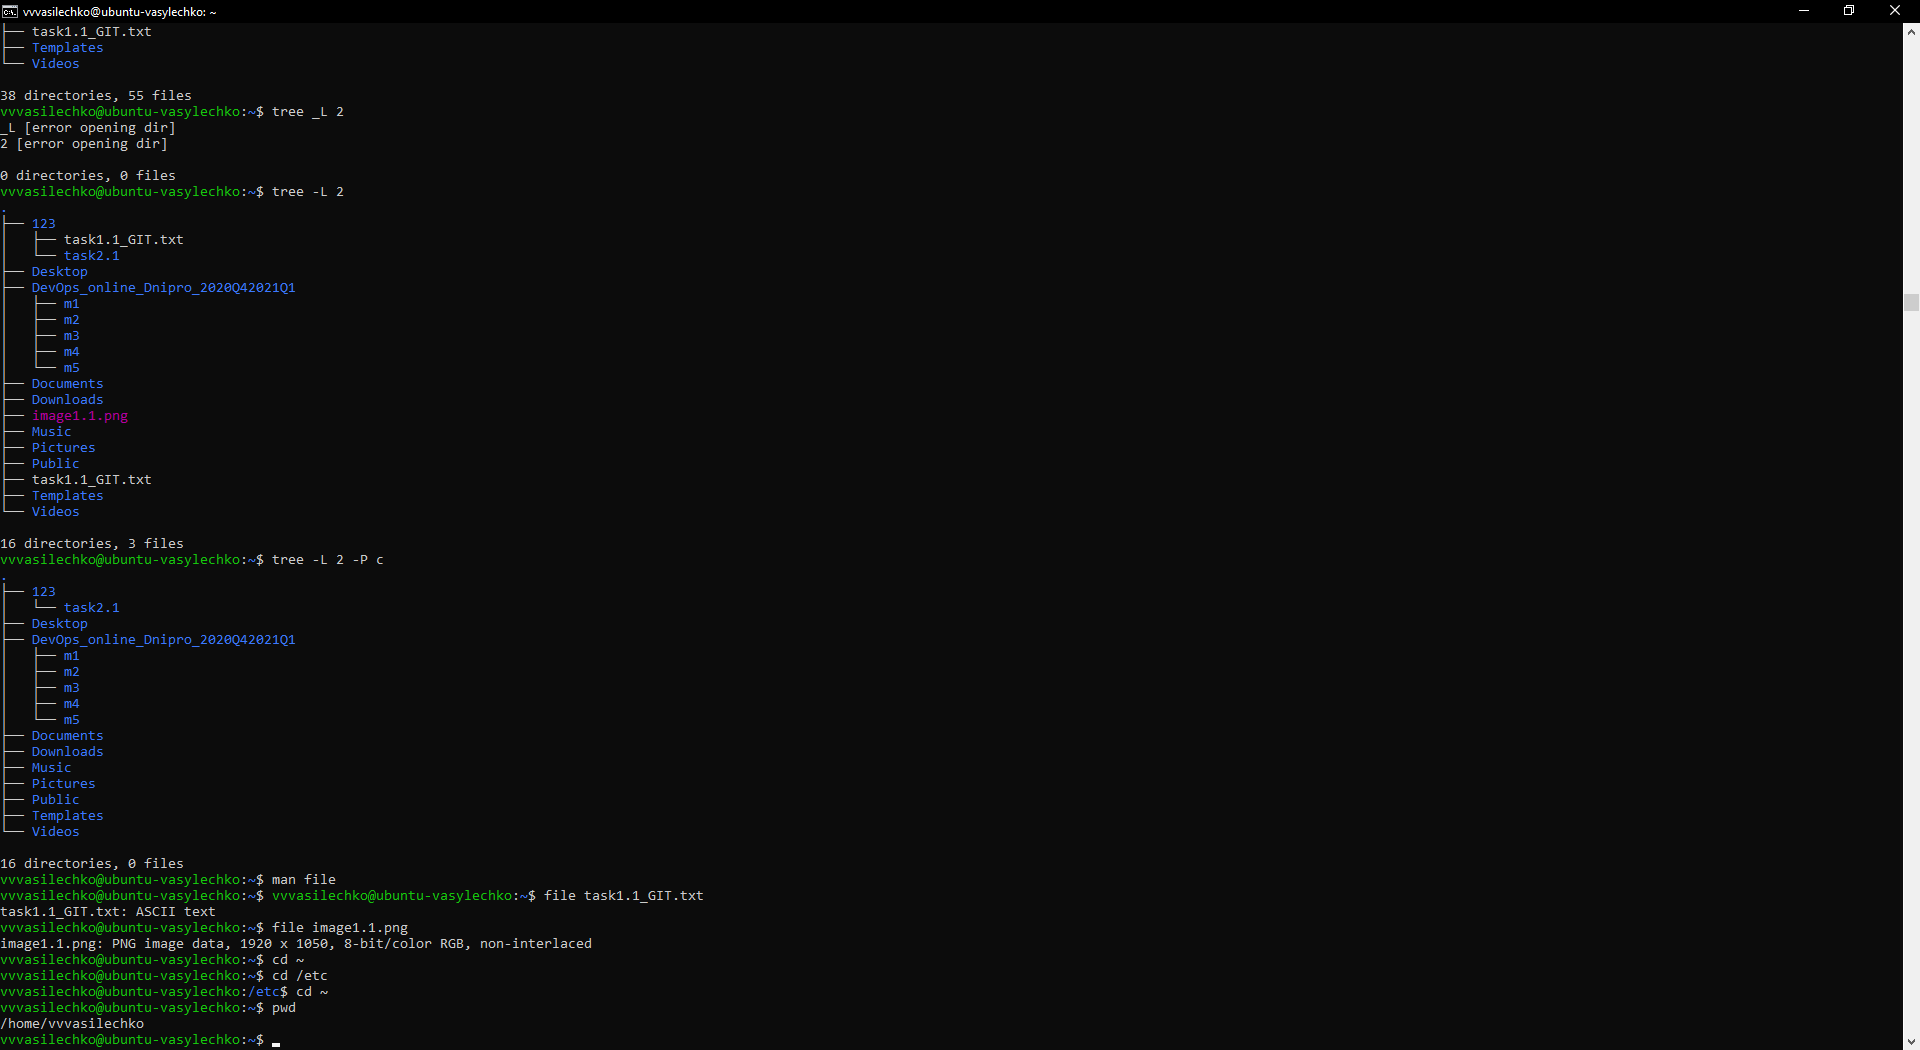 vvvasilechko@ubuntu-vasylechko: ~
├── task1.1_GIT.txt
├── Templates
└── Videos
38 directories, 55 files
vvvasilechko@ubuntu-vasylechko:~$ tree _L 2
_L [error opening dir]
2 [error opening dir]
0 directories, 0 files
vvvasilechko@ubuntu-vasylechko:~$ tree -L 2
.
├── 123
│   ├── task1.1_GIT.txt
│   └── task2.1
├── Desktop
├── DevOps_online_Dnipro_2020Q42021Q1
│   ├── m1
│   ├── m2
│   ├── m3
│   ├── m4
│   └── m5
├── Documents
├── Downloads
├── image1.1.png
├── Music
├── Pictures
├── Public
├── task1.1_GIT.txt
├── Templates
└── Videos
16 directories, 3 files
vvvasilechko@ubuntu-vasylechko:~$ tree -L 2 -P c
.
├── 123
│   └── task2.1
├── Desktop
├── DevOps_online_Dnipro_2020Q42021Q1
│   ├── m1
│   ├── m2
│   ├── m3
│   ├── m4
│   └── m5
├── Documents
├── Downloads
├── Music
├── Pictures
├── Public
├── Templates
└── Videos
16 directories, 0 files
vvvasilechko@ubuntu-vasylechko:~$ man file
vvvasilechko@ubuntu-vasylechko:~$ vvvasilechko@ubuntu-vasylechko:~$ file task1.1_GIT.txt
task1.1_GIT.txt: ASCII text
vvvasilechko@ubuntu-vasylechko:~$ file image1.1.png
image1.1.png: PNG image data, 1920 x 1050, 8-bit/color RGB, non-interlaced
vvvasilechko@ubuntu-vasylechko:~$ cd ~
vvvasilechko@ubuntu-vasylechko:~$ cd /etc
vvvasilechko@ubuntu-vasylechko:/etc$ cd ~
vvvasilechko@ubuntu-vasylechko:~$ pwd
/home/vvvasilechko
vvvasilechko@ubuntu-vasylechko:~$